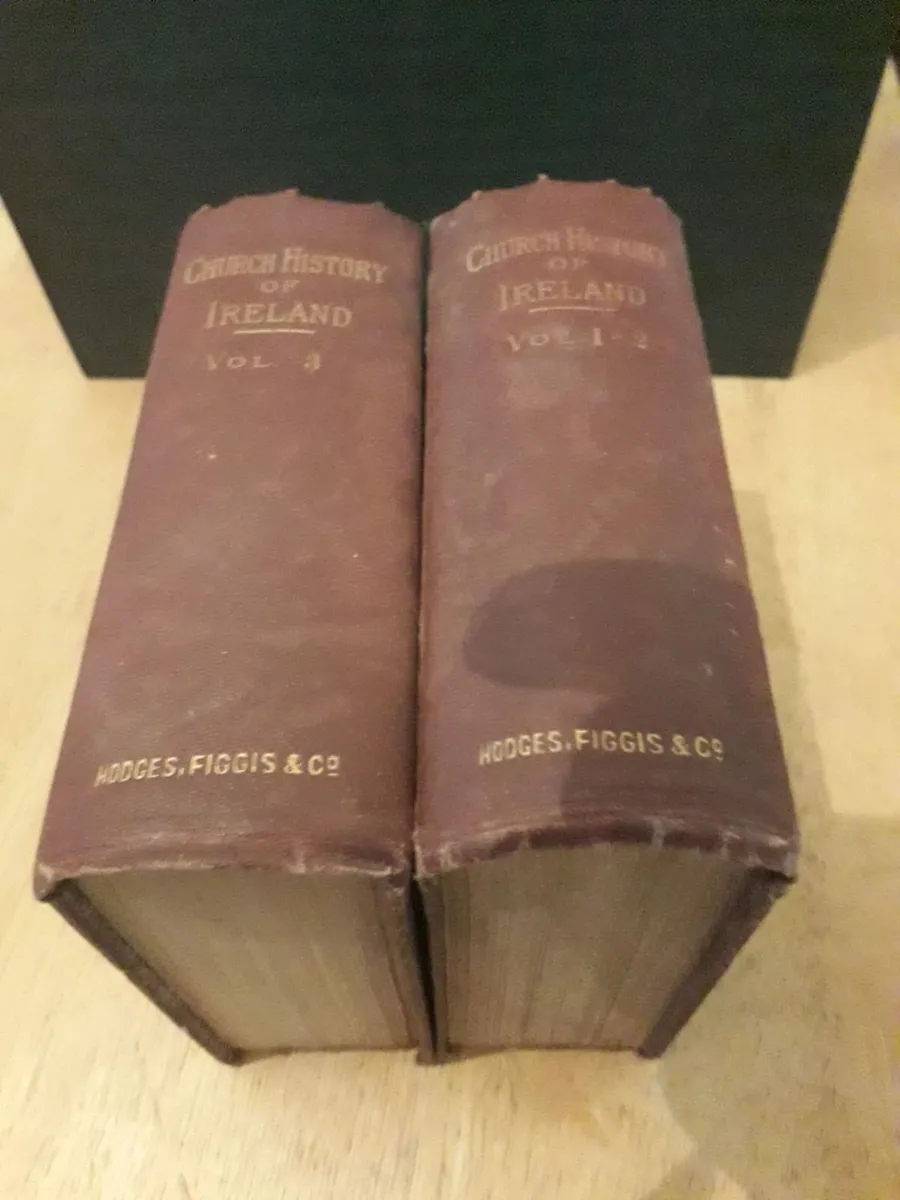 CHURCH HISTORY
OF
IRELAND
VOL 3
HODGES, FIGGIS & Co
CHURCH HISTORY
OF
IRELAND
VOL 1-2
HODGES, FIGGIS & Co